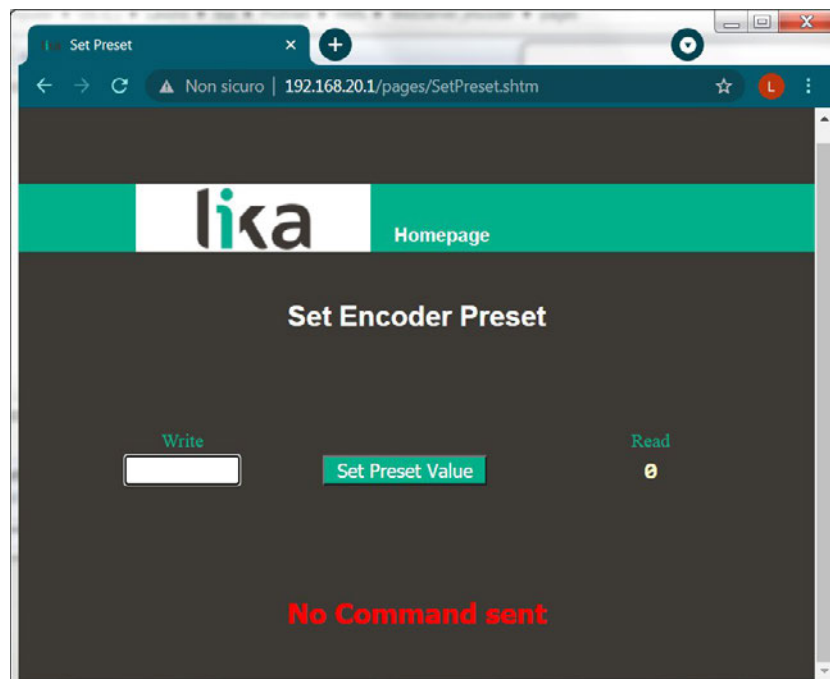 Set Preset
Non sicuro | 192.168.20.1/pages/SetPreset.shtm
L
lika
Homepage
Set Encoder Preset
Write
Read
Set Preset Value
0
No Command sent